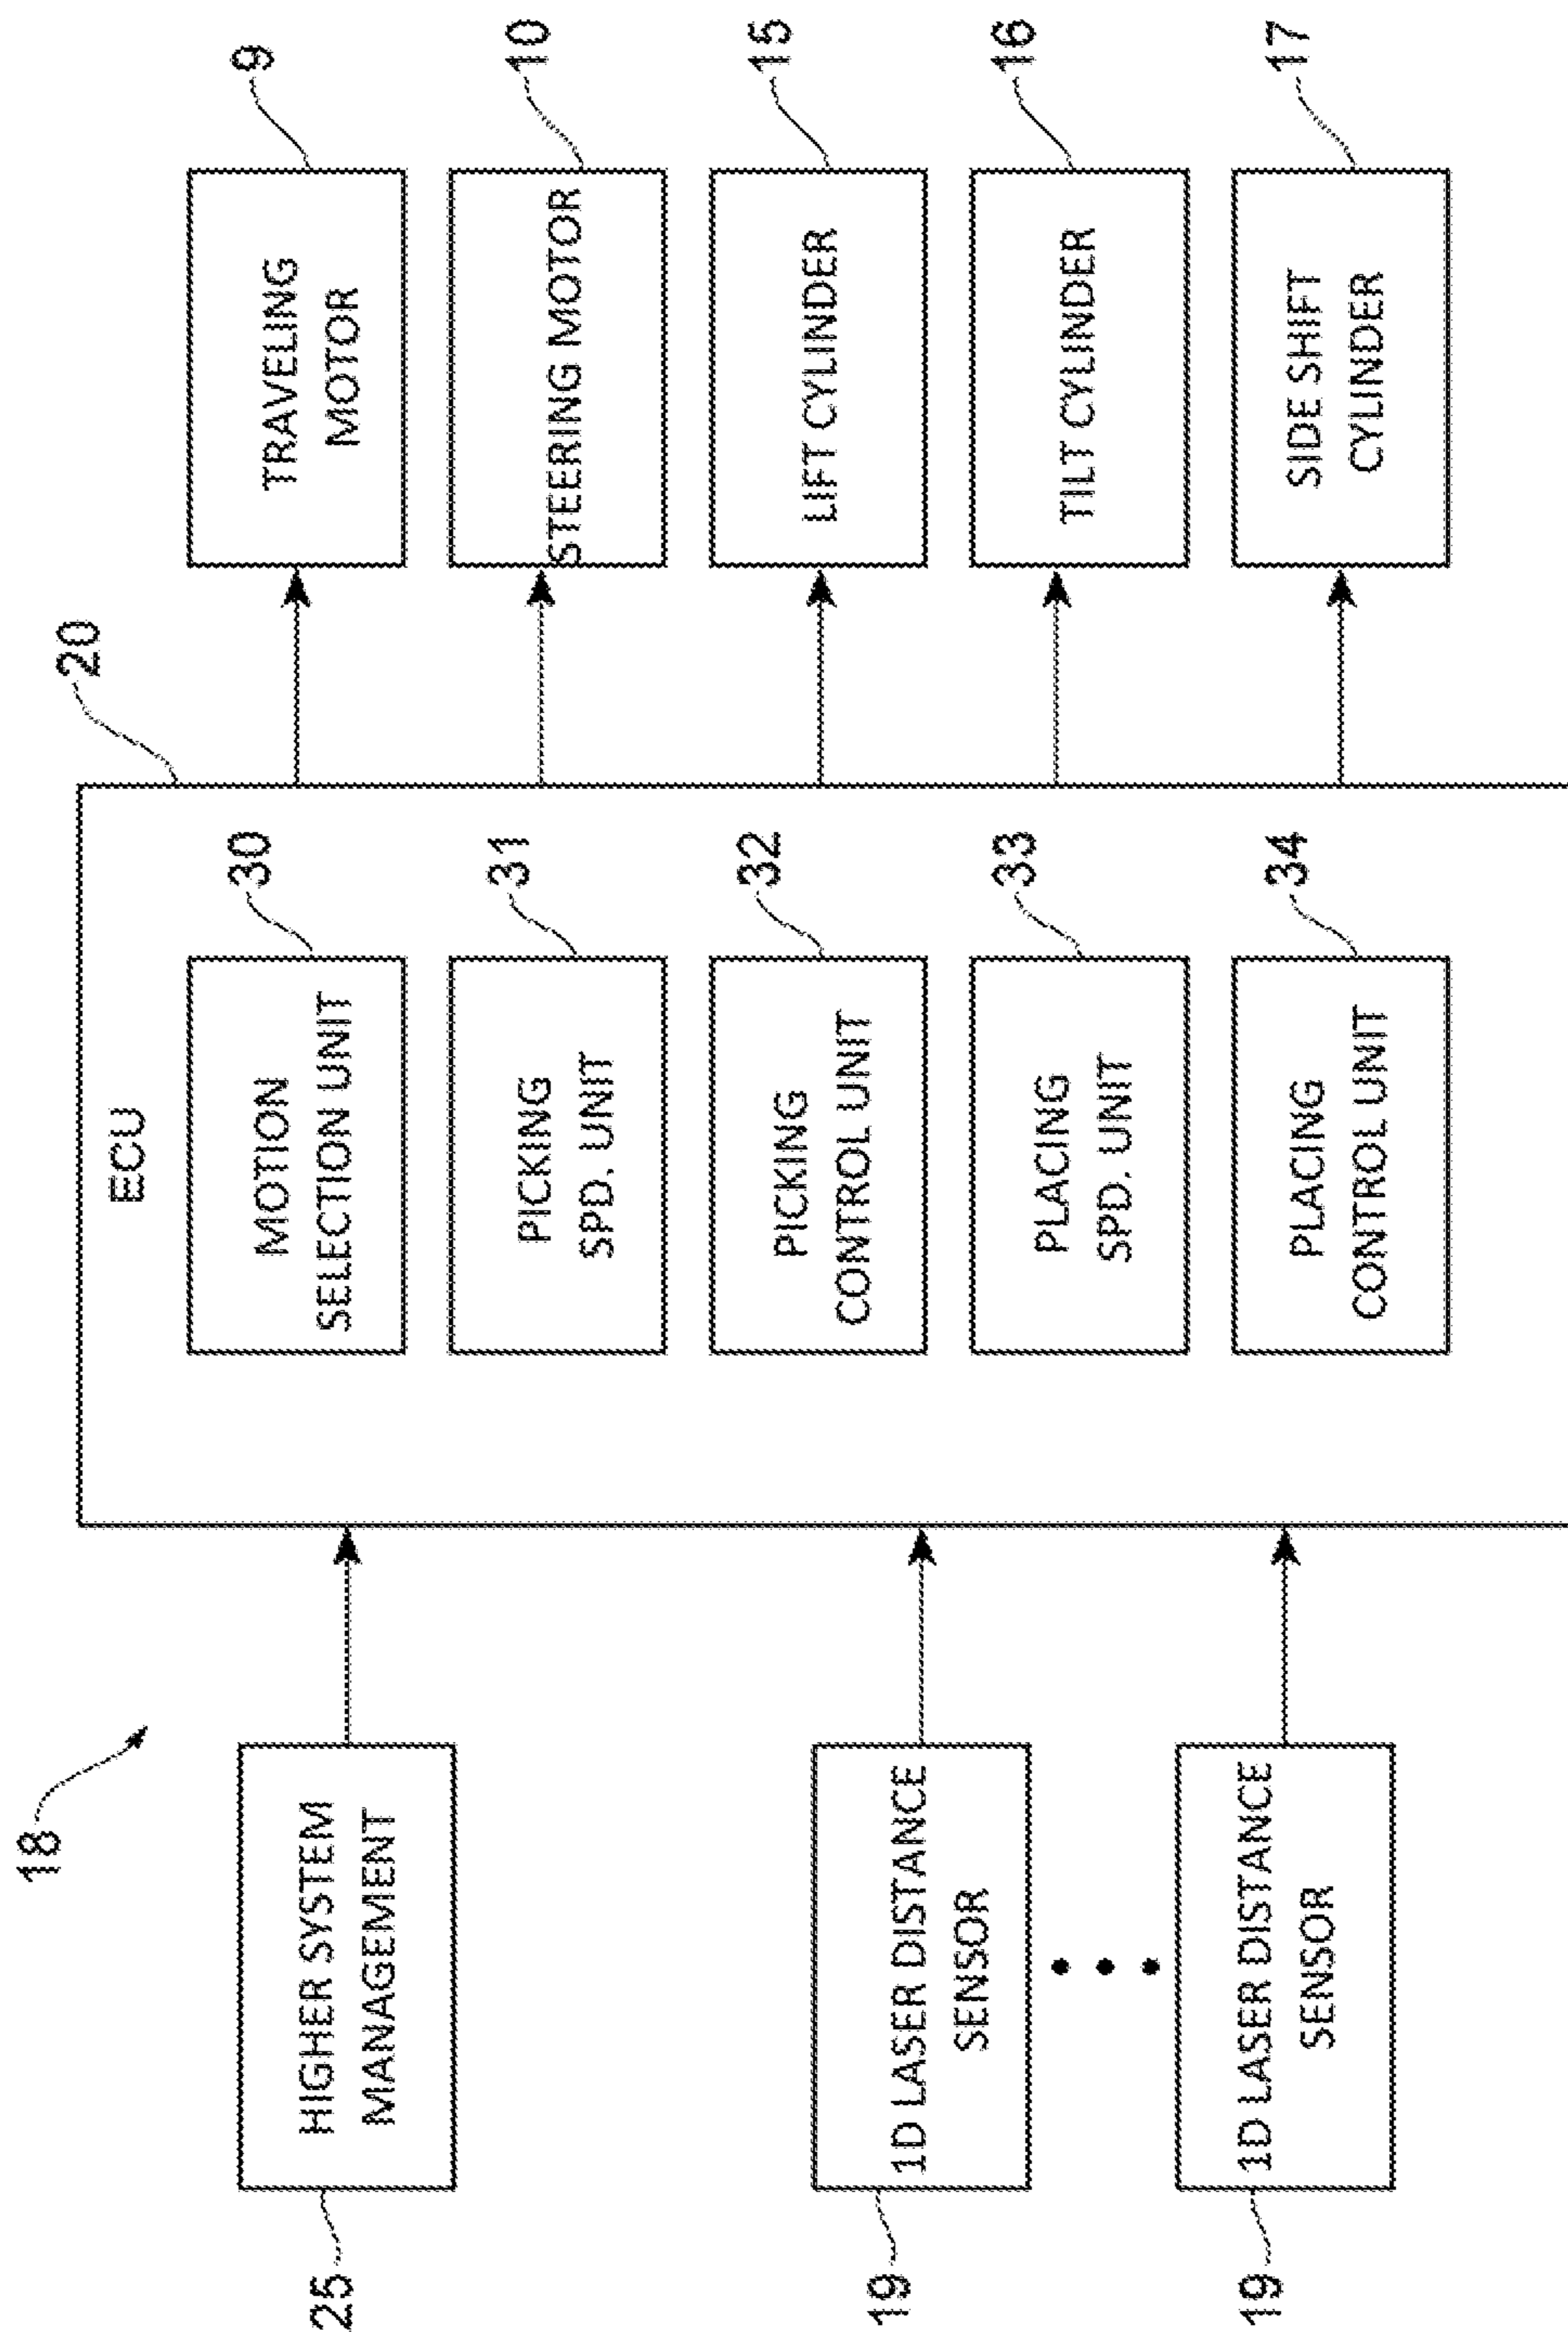 18
20
25
HIGHER SYSTEM
MANAGEMENT
19
1D LASER DISTANCE
SENSOR
19
1D LASER DISTANCE
SENSOR
ECU
30
MOTION
SELECTION UNIT
31
PICKING
SPD. UNIT
32
PICKING
CONTROL UNIT
33
PLACING
SPD. UNIT
34
PLACING
CONTROL UNIT
9
TRAVELING
MOTOR
10
STEERING MOTOR
15
LIFT CYLINDER
16
TILT CYLINDER
17
SIDE SHIFT
CYLINDER